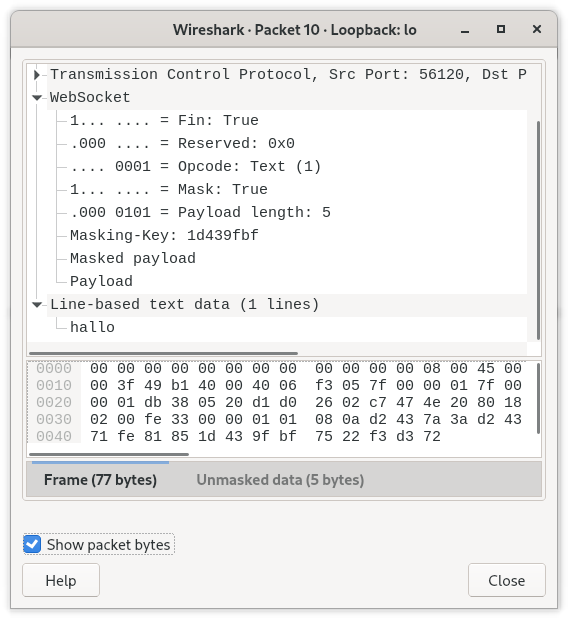 Wireshark · Packet 10 · Loopback: lo
Transmission Control Protocol, Src Port: 56120, Dst P
WebSocket
1... .... = Fin: True
.000 .... = Reserved: 0x0
.... 0001 = Opcode: Text (1)
1... .... = Mask: True
.000 0101 = Payload length: 5
Masking-Key: 1d439fbf
Masked payload
Payload
Line-based text data (1 lines)
hallo
0000 00 00 00 00 00 00 00 00 00 00 00 00 08 00 45 00
0010 00 3f 49 b1 40 00 40 06 f3 05 7f 00 00 01 7f 00
0020 00 01 db 38 05 20 d1 d0 26 02 c7 47 4e 20 80 18
0030 02 00 fe 33 00 00 01 01 08 0a d2 43 7a 3a d2 43
0040 71 fe 81 85 1d 43 9f bf 75 22 f3 d3 72
Frame (77 bytes) Unmasked data (5 bytes)
Show packet bytes
Help Close